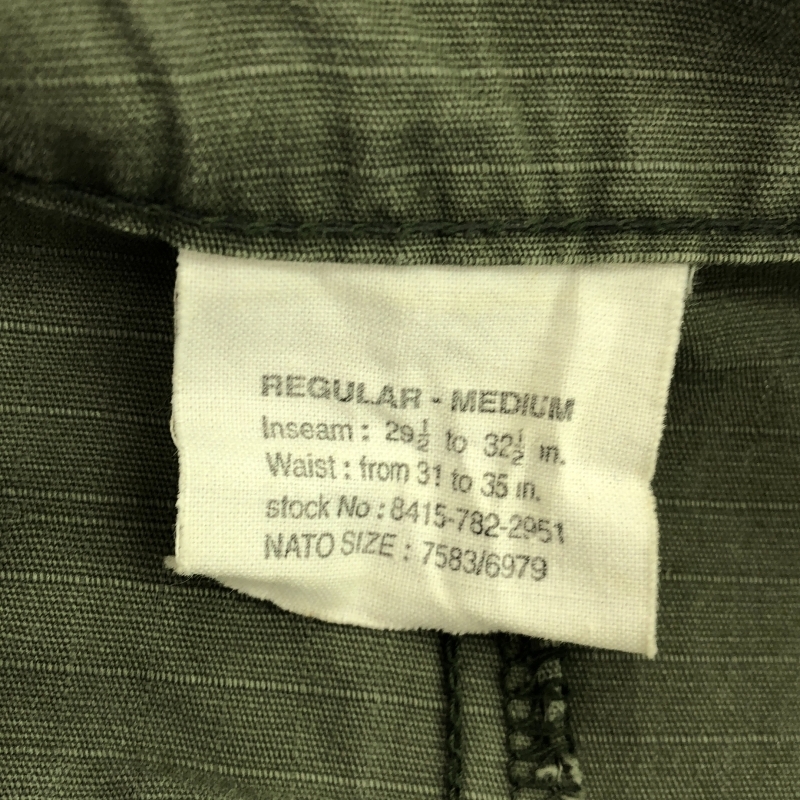 REGULAR - MEDIUM
Inseam : 29½ to 32½ in.
Waist : from 31 to 35 in.
stock No : 8415-782-2951
NATO SIZE : 7583/6979